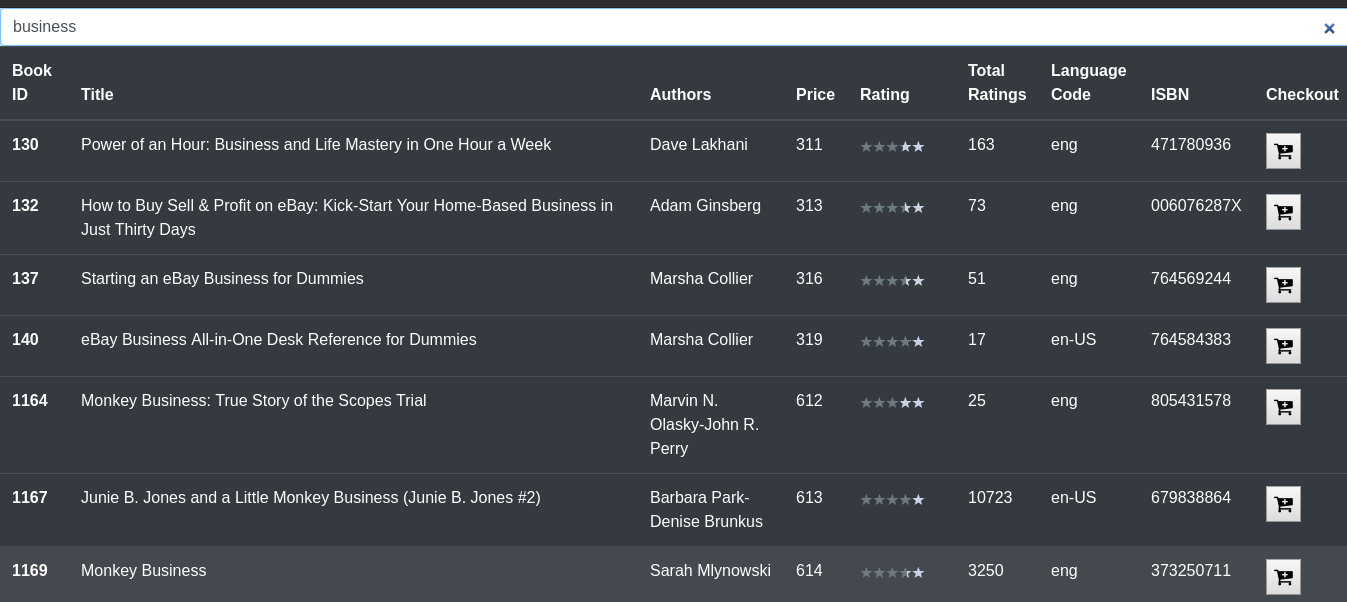 business
Book ID Title Authors Price Rating Total Ratings Language Code ISBN Checkout
130 Power of an Hour: Business and Life Mastery in One Hour a Week Dave Lakhani 311 163 eng 471780936
132 How to Buy Sell & Profit on eBay: Kick-Start Your Home-Based Business in Adam Ginsberg 313 73 eng 006076287X
Just Thirty Days
137 Starting an eBay Business for Dummies Marsha Collier 316 51 eng 764569244
140 eBay Business All-in-One Desk Reference for Dummies Marsha Collier 319 17 en-US 764584383
1164 Monkey Business: True Story of the Scopes Trial Marvin N. 612 25 eng 805431578
Olasky-John R.
Perry
1167 Junie B. Jones and a Little Monkey Business (Junie B. Jones #2) Barbara Park- 613 10723 en-US 679838864
Denise Brunkus
1169 Monkey Business Sarah Mlynowski 614 3250 eng 373250711